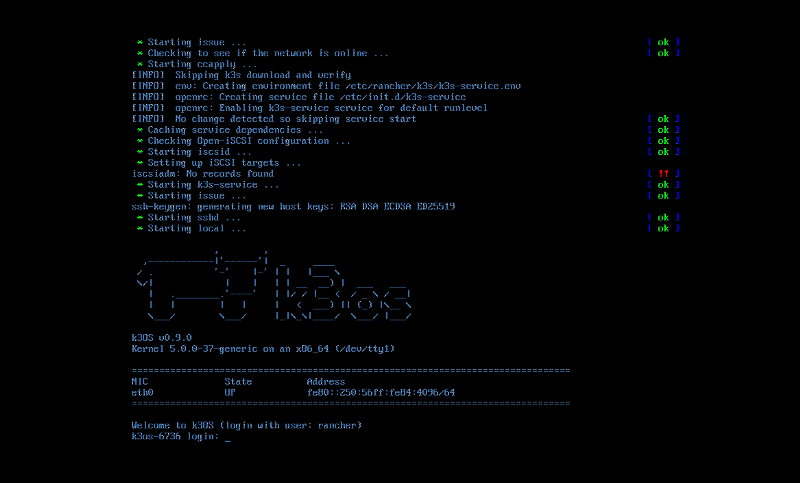 * Starting issue ... [ ok ]
* Checking to see if the network is online ... [ ok ]
* Starting ccapply ...
[INFO]  Skipping k3s download and verify
[INFO]  env: Creating environment file /etc/rancher/k3s/k3s-service.env
[INFO]  openrc: Creating service file /etc/init.d/k3s-service
[INFO]  openrc: Enabling k3s-service service for default runlevel
[INFO]  No change detected so skipping service start [ ok ]
* Caching service dependencies ... [ ok ]
* Checking Open-iSCSI configuration ... [ ok ]
* Starting iscsid ... [ ok ]
* Setting up iSCSI targets ...
iscsiadm: No records found [ !! ]
* Starting k3s-service ... [ ok ]
* Starting issue ... [ ok ]
ssh-keygen: generating new host keys: RSA DSA ECDSA ED25519
* Starting sshd ... [ ok ]
* Starting local ... [ ok ]
k3os
k3OS v0.9.0
Kernel 5.0.0-37-generic on an x86_64 (/dev/tty1)
================================================================================
NIC State Address
eth0 UP fe80::250:56ff:fe84:4096/64
================================================================================
Welcome to k3OS (login with user: rancher)
k3os-6736 login: _